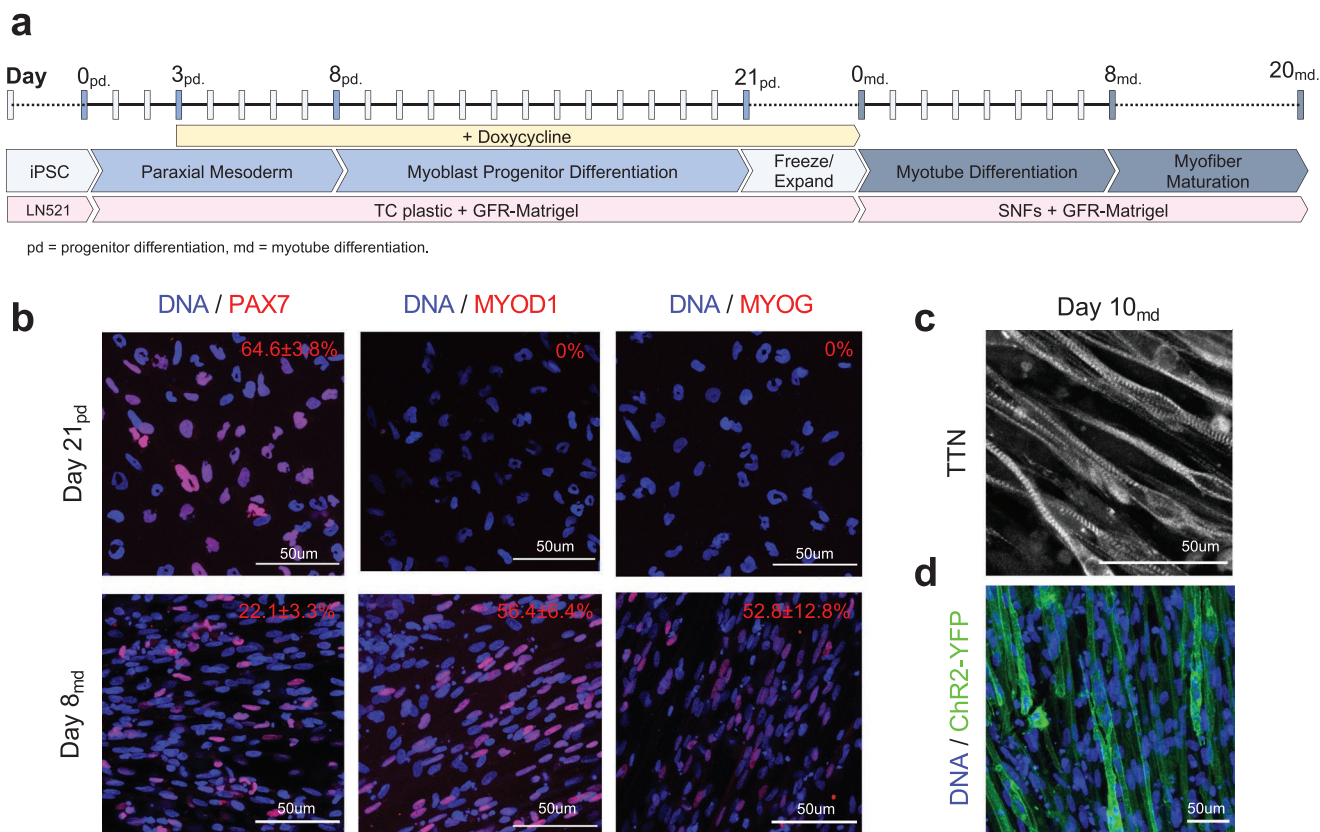 a
Day 0pd. 3pd. 8pd. 21pd. 0md. 8md. 20md.
+ Doxycycline
iPSC Paraxial Mesoderm Myoblast Progenitor Differentiation Freeze/ Expand Myotube Differentiation Myofiber Maturation
LN521 TC plastic + GFR-Matrigel SNFs + GFR-Matrigel
pd = progenitor differentiation, md = myotube differentiation.
b
DNA / PAX7 DNA / MYOD1 DNA / MYOG
Day 21pd
64.6±3.8% 0% 0%
50um 50um 50um
Day 8md
22.1±3.3% 56.4±6.4% 52.8±12.8%
50um 50um 50um
c
Day 10md
TTN
50um
d
DNA / ChR2-YFP
50um